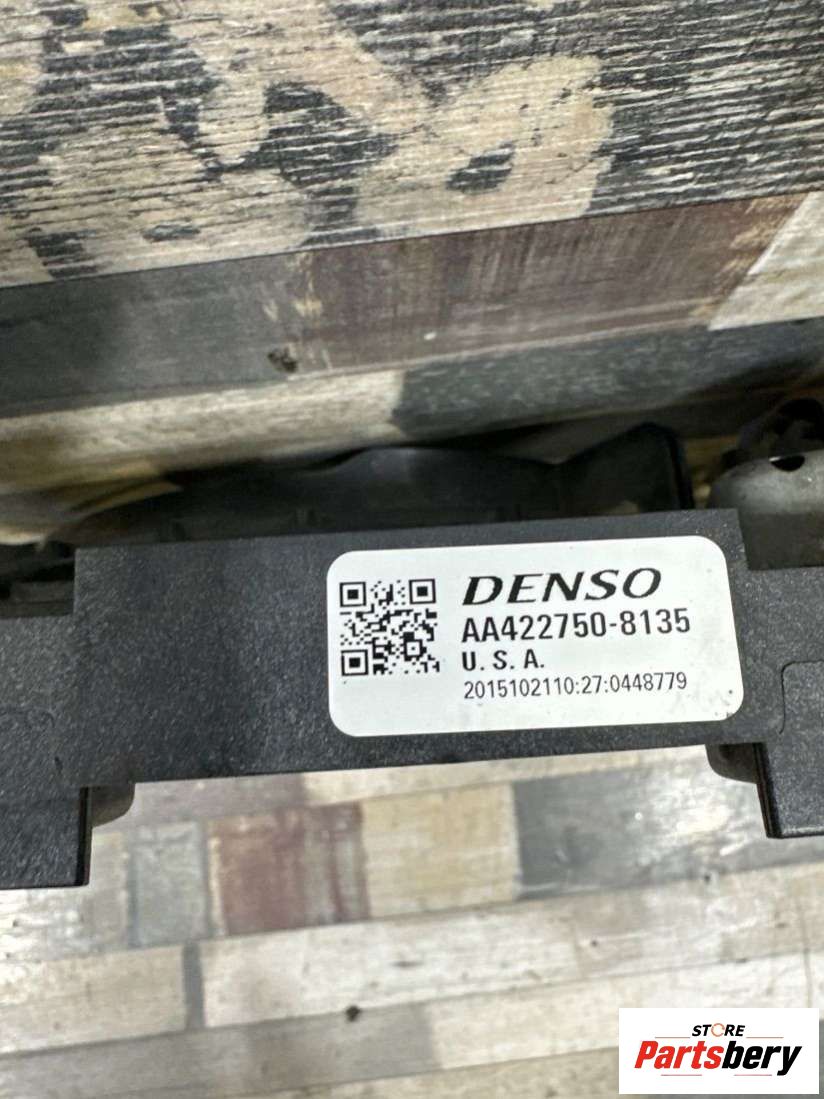 DENSO
AA422750-8135
U. S. A.
2015102110:27:0448779
STORE
Partsbery